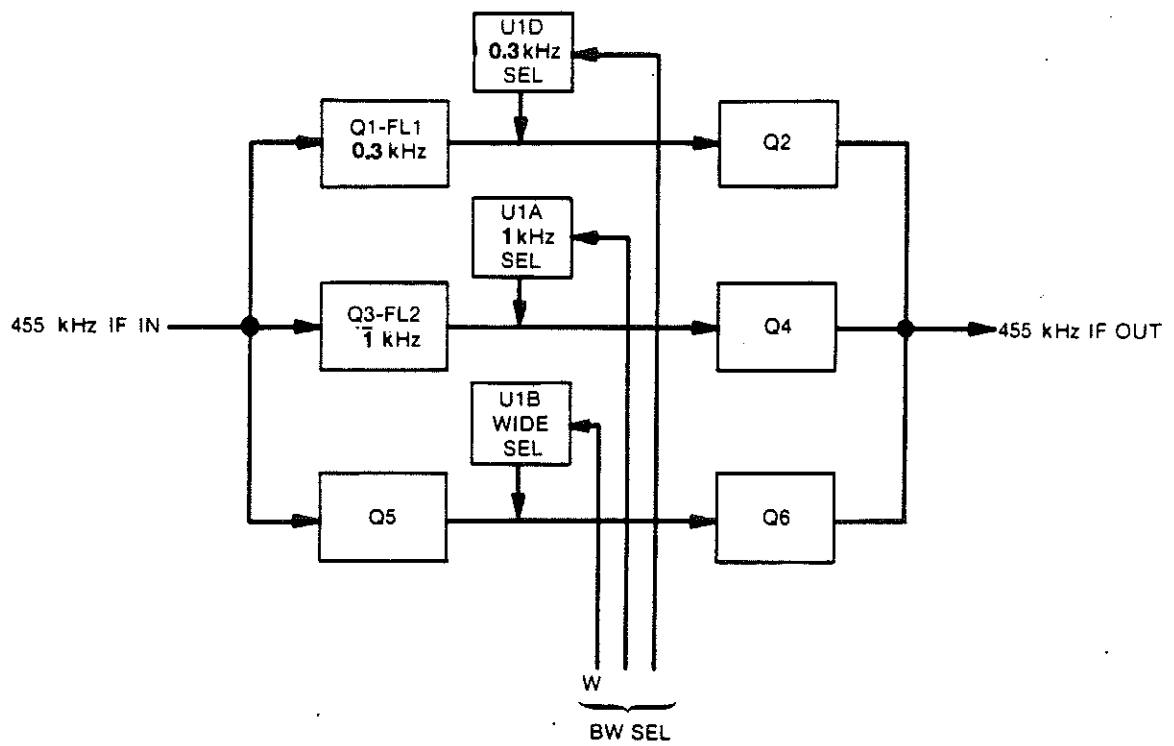 U1D
0.3 kHz
SEL
Q1-FL1
0.3 kHz
Q2
U1A
1 kHz
SEL
455 kHz IF IN
Q3-FL2
1 kHz
Q4
455 kHz IF OUT
U1B
WIDE
SEL
Q5
Q6
W
BW SEL